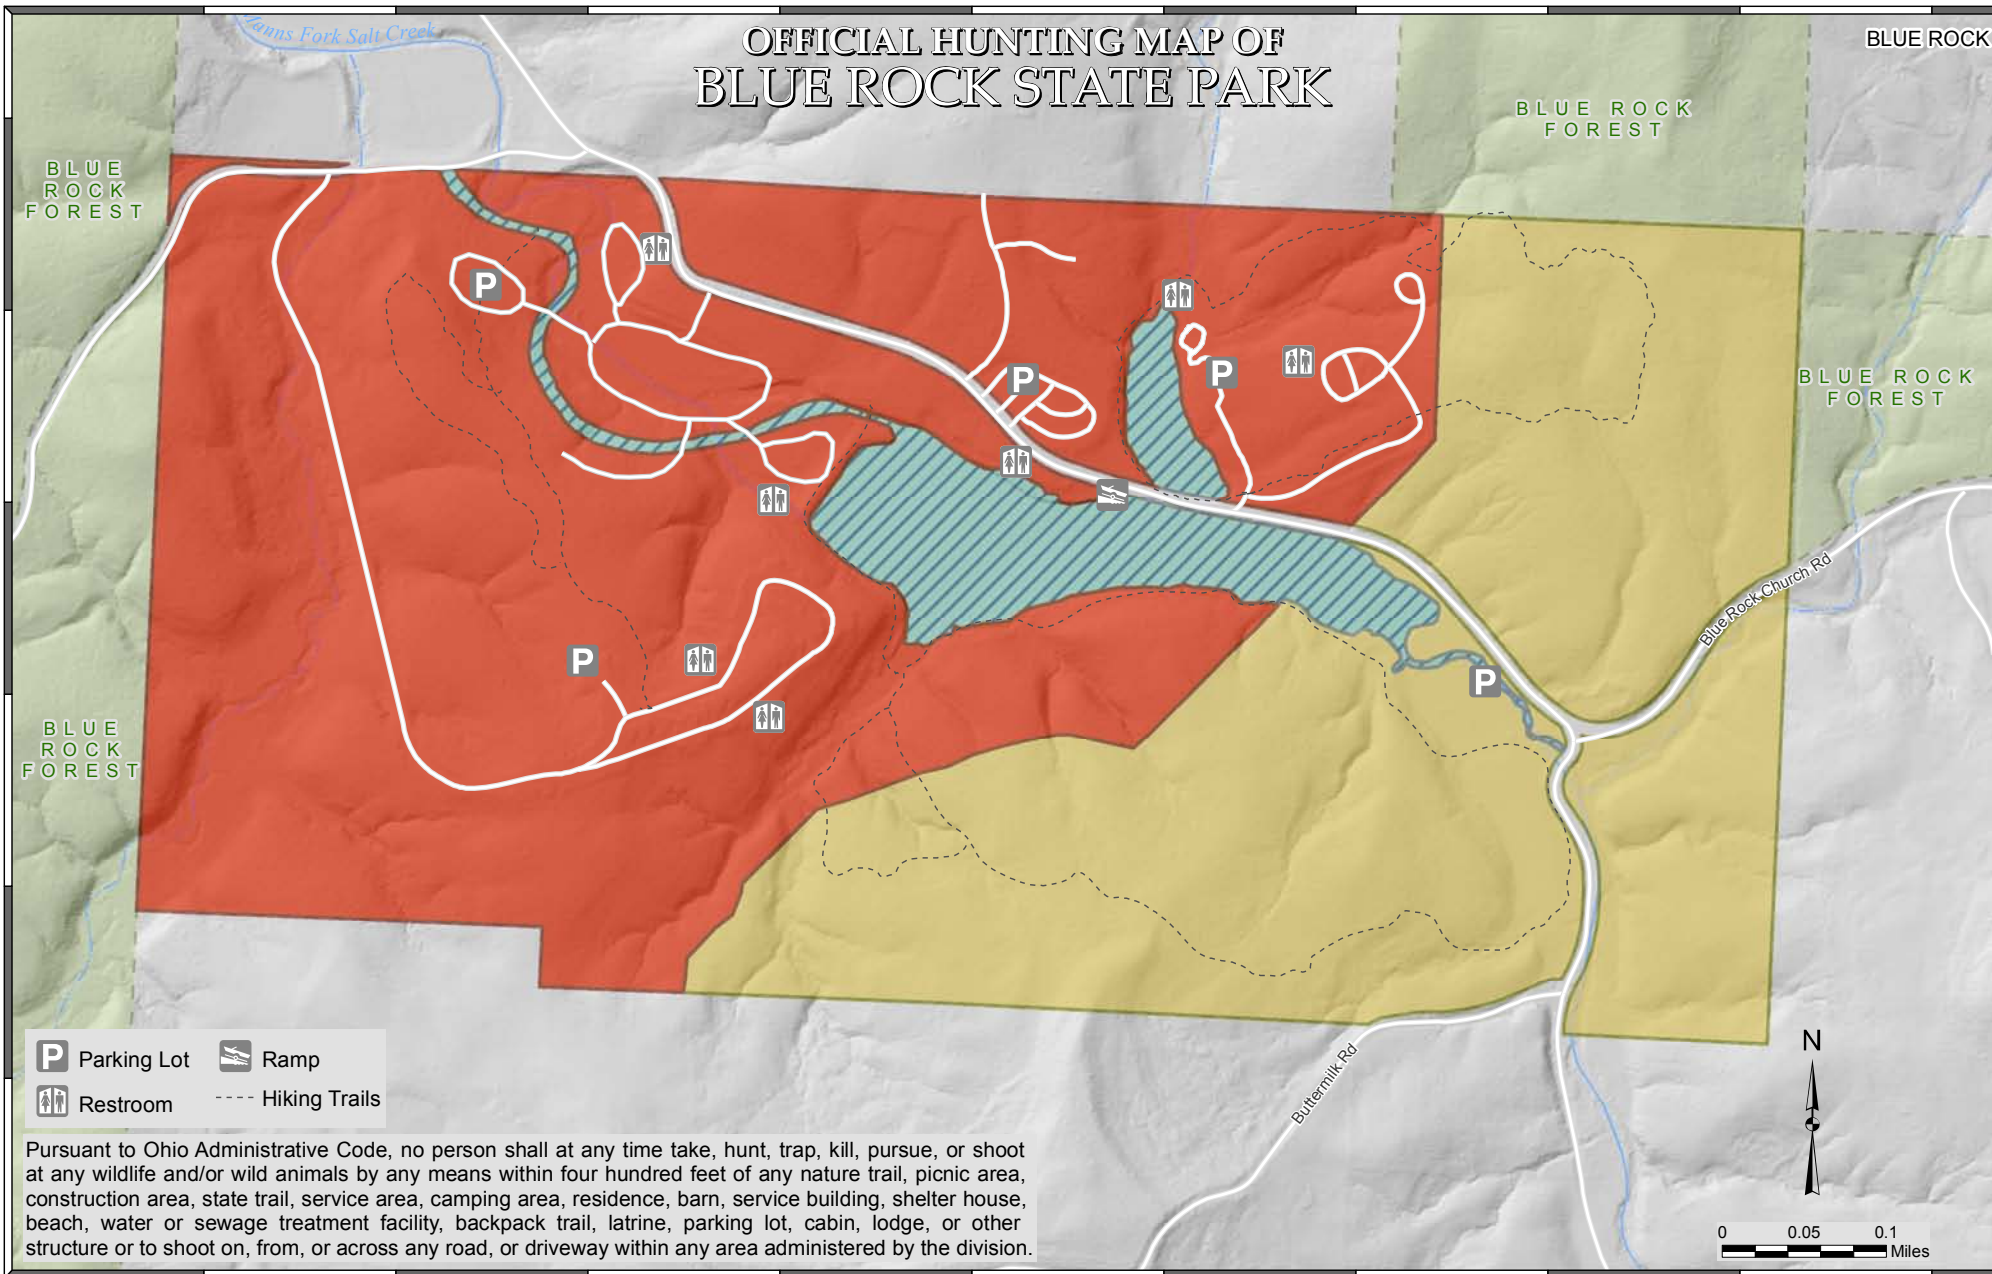 OFFICIAL HUNTING MAP OF
BLUE ROCK STATE PARK
BLUE ROCK
Manns Fork Salt Creek
BLUE ROCK
FOREST
BLUE
ROCK
FOREST
P
P
P
P
BLUE ROCK
FOREST
Blue Rock Church Rd
P
P
BLUE
ROCK
FOREST
Buttermilk Rd
N
P Parking Lot
Ramp
Restroom
Hiking Trails
Pursuant to Ohio Administrative Code, no person shall at any time take, hunt, trap, kill, pursue, or shoot
at any wildlife and/or wild animals by any means within four hundred feet of any nature trail, picnic area,
construction area, state trail, service area, camping area, residence, barn, service building, shelter house,
beach, water or sewage treatment facility, backpack trail, latrine, parking lot, cabin, lodge, or other
structure or to shoot on, from, or across any road, or driveway within any area administered by the division.
0 0.05 0.1
Miles